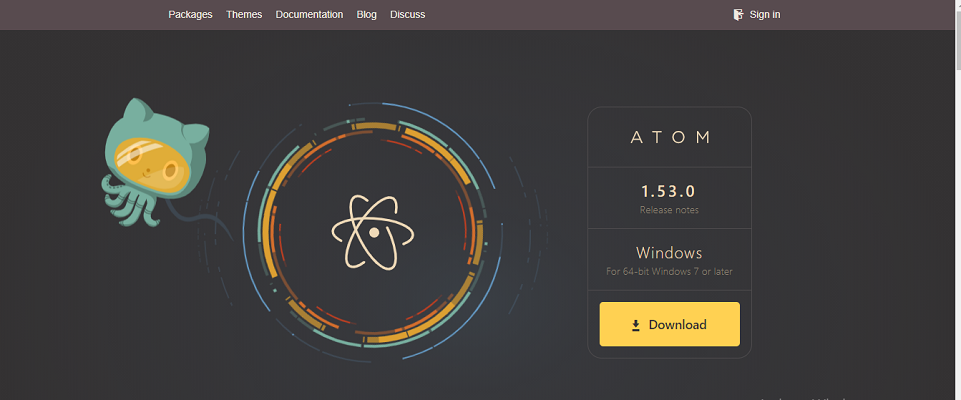 Packages Themes Documentation Blog Discuss Sign in
ATOM
1.53.0
Release notes
Windows
For 64-bit Windows 7 or later
Download